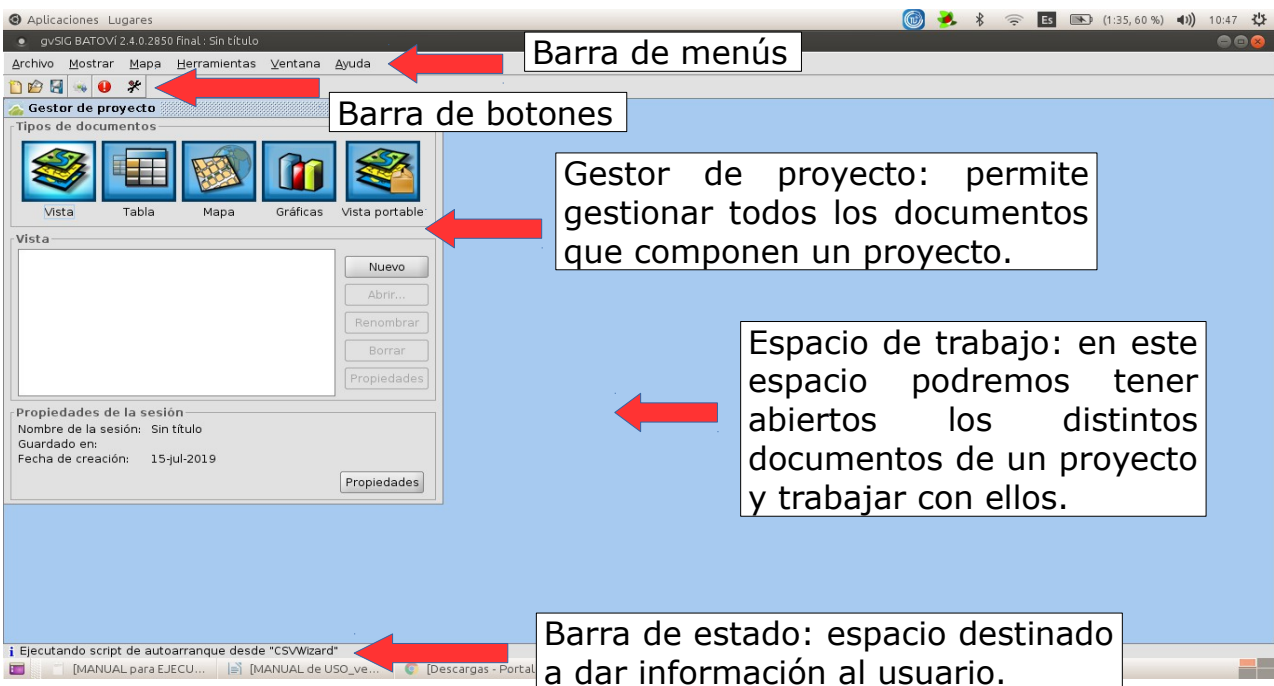 Aplicaciones Lugares
Es (1:35, 60 %) 10:47
gvSIG BATOVÍ 2.4.0.2850 final : Sin título
Archivo Mostrar Mapa Herramientas Ventana Ayuda
Barra de menús
Barra de botones
Gestor de proyecto
Tipos de documentos
Vista Tabla Mapa Gráficas Vista portable
Gestor de proyecto: permite
gestionar todos los documentos
que componen un proyecto.
Vista
Nuevo
Abrir...
Renombrar
Borrar
Propiedades
Espacio de trabajo: en este
espacio podremos tener
abiertos los distintos
documentos de un proyecto
y trabajar con ellos.
Propiedades de la sesión
Nombre de la sesión: Sin título
Guardado en:
Fecha de creación: 15-jul-2019
Propiedades
Barra de estado: espacio destinado
a dar información al usuario.
i Ejecutando script de autoarranque desde "CSVWizard"
[MANUAL para EJECU... [MANUAL de USO_ve... [Descargas - Portal